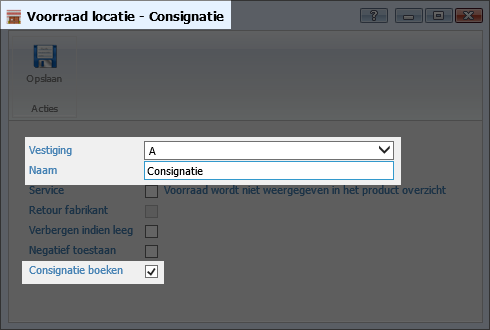 Voorraad locatie - Consignatie
?
Opslaan
Acties
Vestiging A
Naam Consignatie
Service Voorraad wordt niet weergegeven in het product overzicht
Retour fabrikant
Verbergen indien leeg
Negatief toestaan
Consignatie boeken